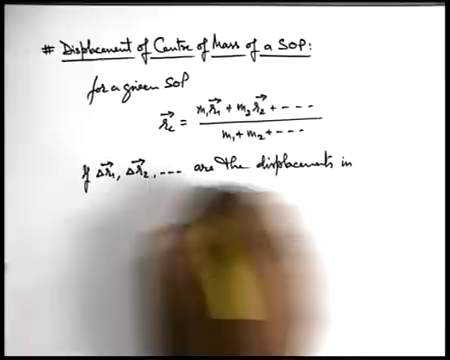 # Displacement of Centre of Mass of a SOP:
for a given SOP
r⃗c = (m₁r⃗₁ + m₂r⃗₂ + ---) / (m₁ + m₂ + ---)
If Δr⃗₁, Δr⃗₂, --- are the displacements in